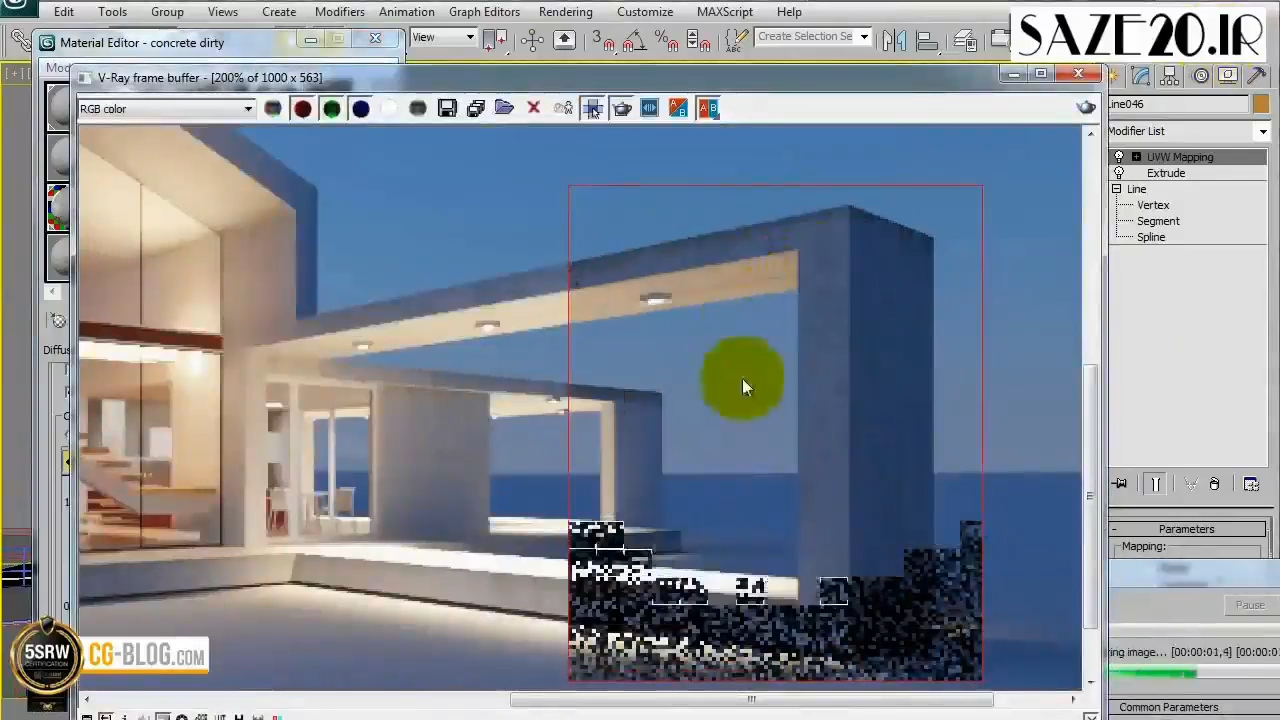 Edit Tools Group Views Create Modifiers Animation Graph Editors Rendering Customize MAXScript Help
SAZE20.IR
View
Create Selection Se
Material Editor - concrete dirty
V-Ray frame buffer - [200% of 1000 x 563]
RGB color
Line046
Modifier List
UVW Mapping
Extrude
Line
Vertex
Segment
Spline
Parameters
Mapping:
Pause
ring image... [00:00:01,4] [00:00:0
Common Parameters
5SRW
CERTIFICATION
CG-BLOG.COM